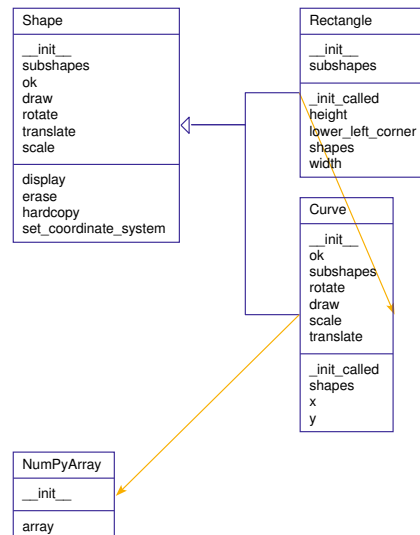 Shape
__init__
subshapes
ok
draw
rotate
translate
scale
display
erase
hardcopy
set_coordinate_system
Rectangle
__init__
subshapes
_init_called
height
lower_left_corner
shapes
width
Curve
__init__
ok
subshapes
rotate
draw
scale
translate
_init_called
shapes
x
y
NumPyArray
__init__
array